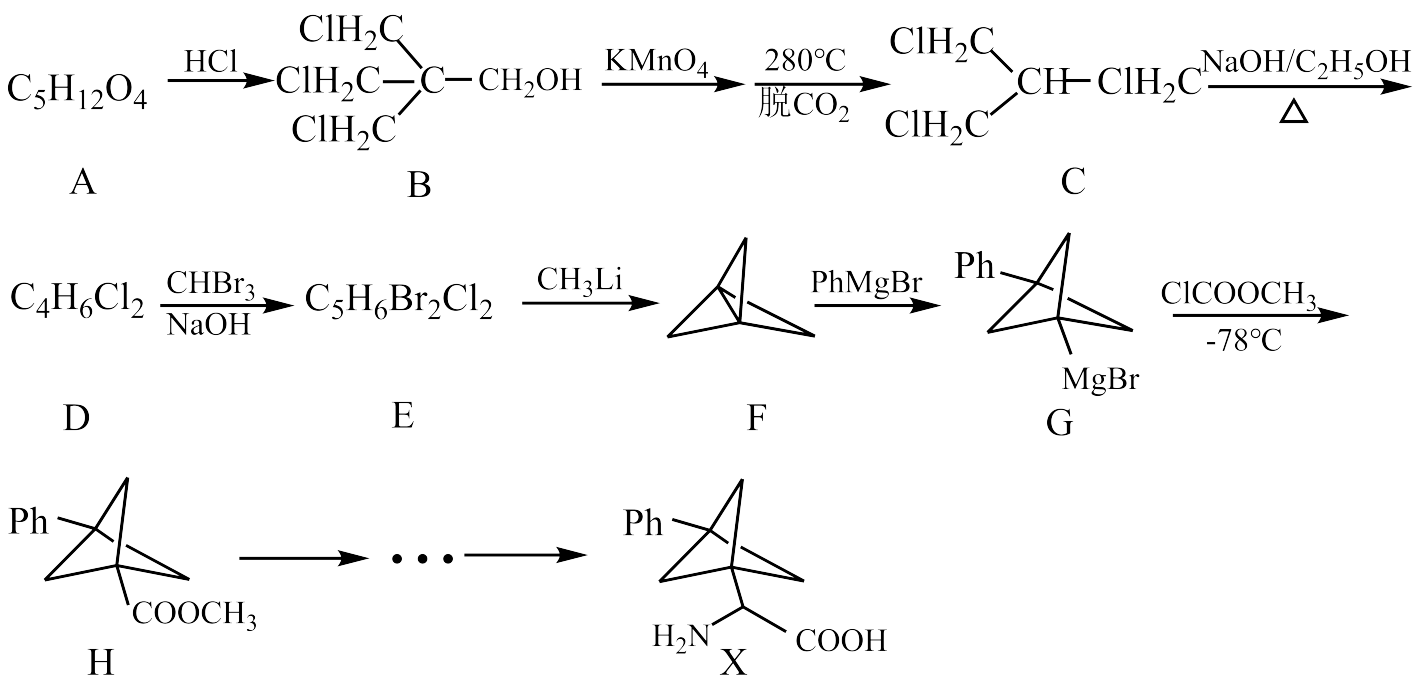 C₅H₁₂O₄ HCl ClH₂C ClH₂C C CH₂OH ClH₂C KMnO₄ 280℃ 脱CO₂ ClH₂C CH ClH₂C ClH₂C NaOH/C₂H₅OH △
A B C
C₄H₆Cl₂ CHBr₃ NaOH C₅H₆Br₂Cl₂ CH₃Li PhMgBr Ph MgBr ClCOOCH₃ -78℃
D E F G
Ph COOCH₃ ••• Ph H₂N COOH
H X